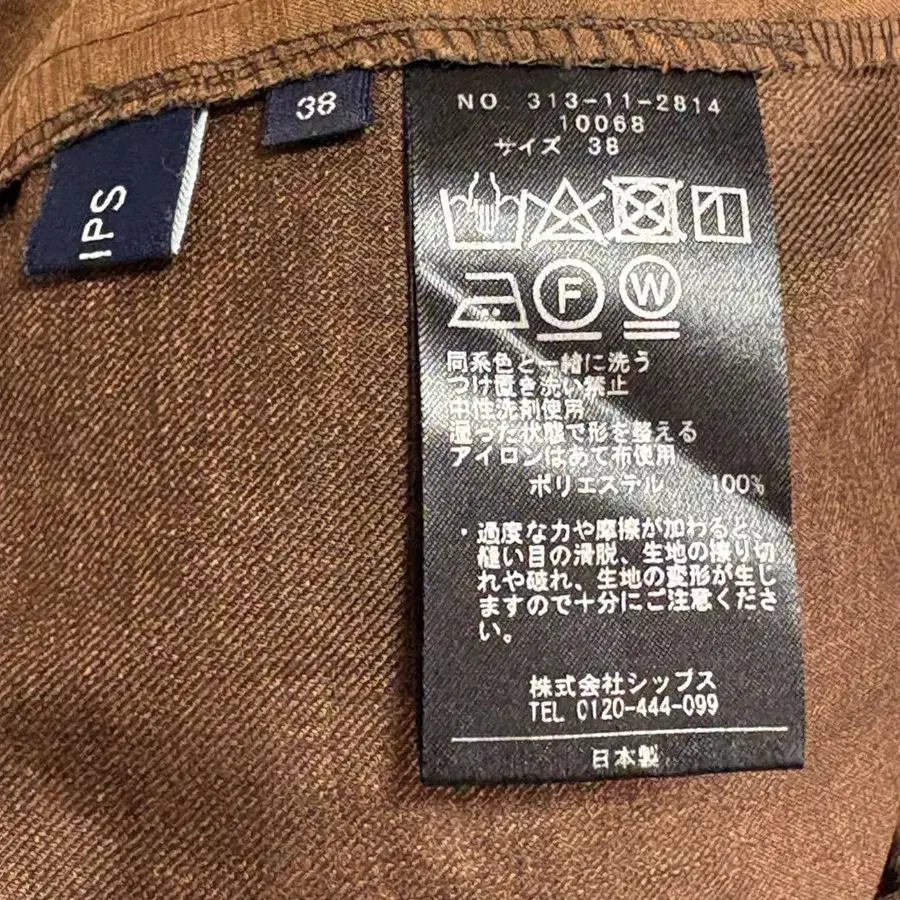 38
IPS
NO. 313-11-2814
10068
サイズ 38
F
W
同系色と一緒に洗う
つけ置き洗い禁止
中性洗剤使用
湿った状態で形を整える
アイロンはあて布使用
ポリエステル 100%
・過度な力や摩擦が加わると、
縫い目の滑脱、生地の擦り切
れや破れ、生地の変形が生じ
ますので十分にご注意くださ
い。
株式会社シップス
TEL 0120-444-099
日本製